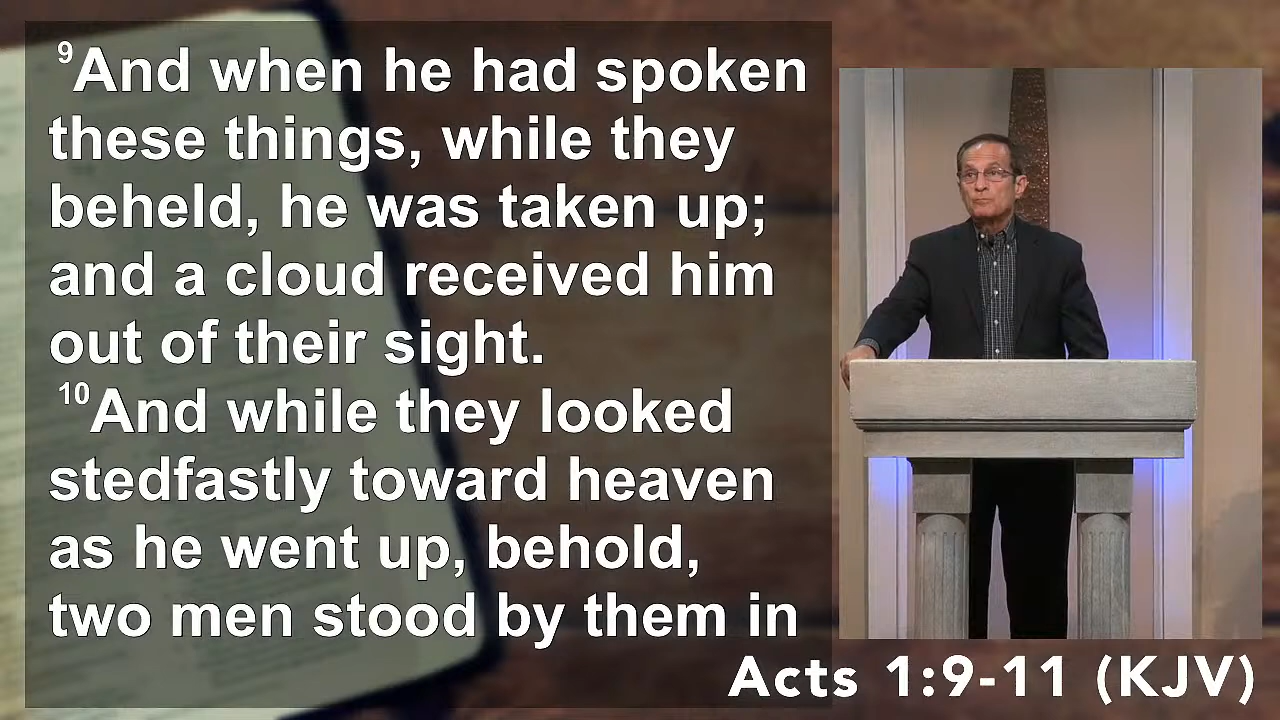 9And when he had spoken
these things, while they
beheld, he was taken up;
and a cloud received him
out of their sight.
10And while they looked
stedfastly toward heaven
as he went up, behold,
two men stood by them in
Acts 1:9-11 (KJV)